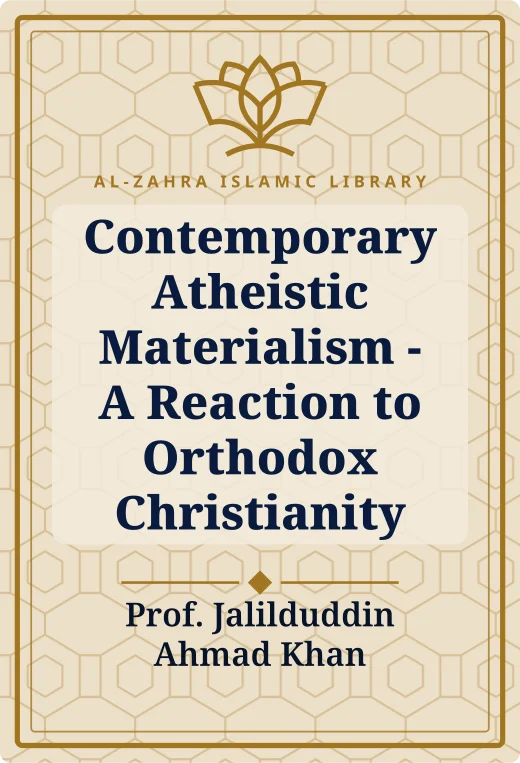 AL-ZAHRA ISLAMIC LIBRARY
Contemporary
Atheistic
Materialism -
A Reaction to
Orthodox
Christianity
Prof. Jalilduddin
Ahmad Khan